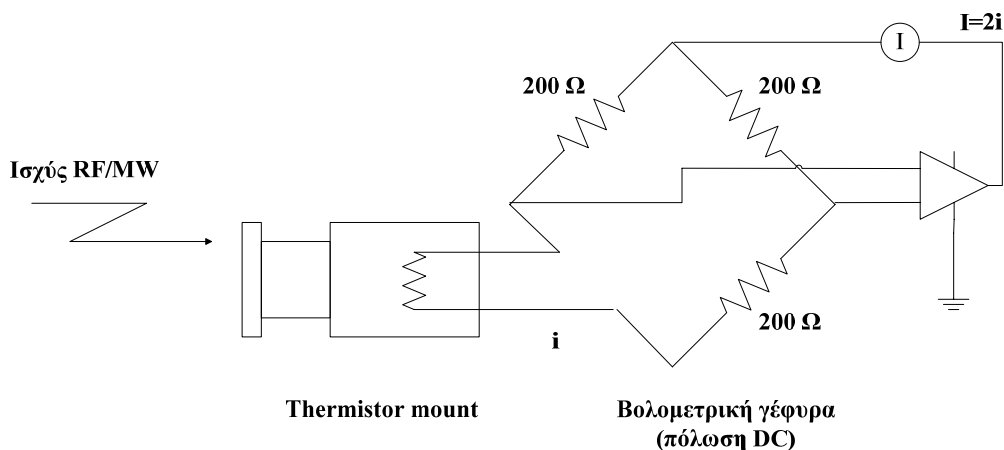 I=2i
I
200 Ω
200 Ω
Ισχύς RF/MW
200 Ω
i
Thermistor mount
Βολομετρική γέφυρα
(πόλωση DC)